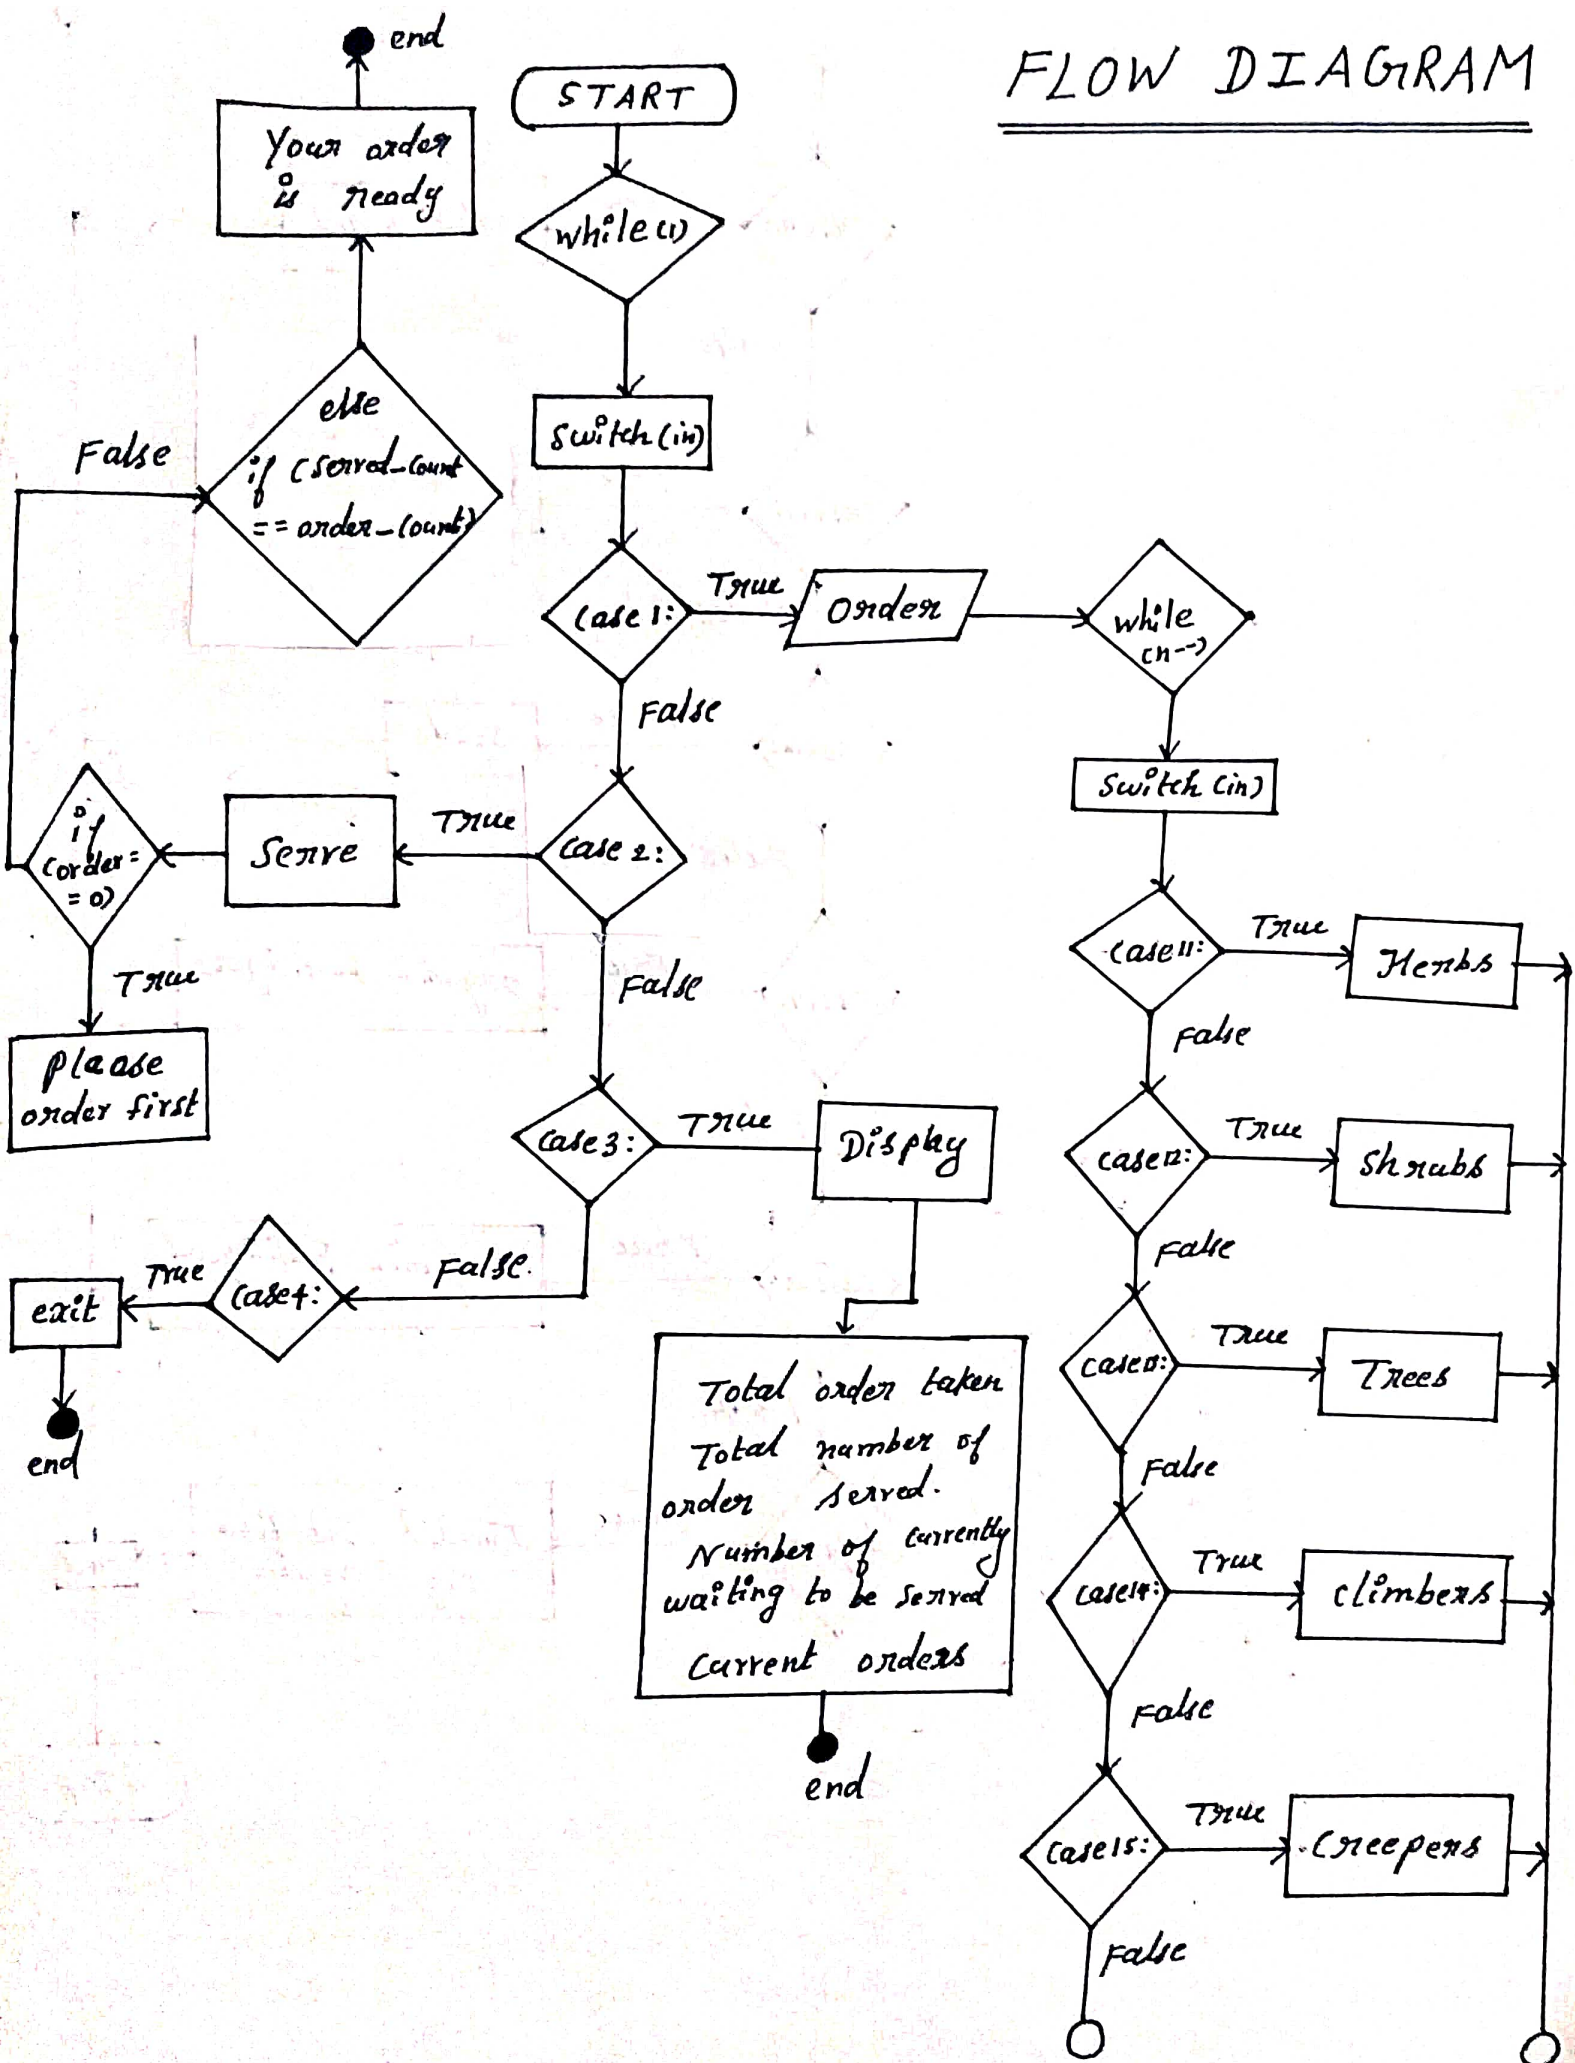 FLOW DIAGRAM
end
START
Your order
is ready
while(1)
else
if (served_count
== order_count)
False
Switch(in)
case 1:
True
Order
while
(n--)
False
Switch (in)
if
(order=
=0)
Serve
True
case 2:
case11:
True
Herbs
True
False
False
Please
order first
case3:
True
Display
case12:
True
Shrubs
False
exit
True
case4:
False.
end
case13:
True
Trees
False
Total order taken
Total number of
order served.
Number of currently
waiting to be served
Current orders
case14:
True
climbers
False
end
case15:
True
Creepers
False